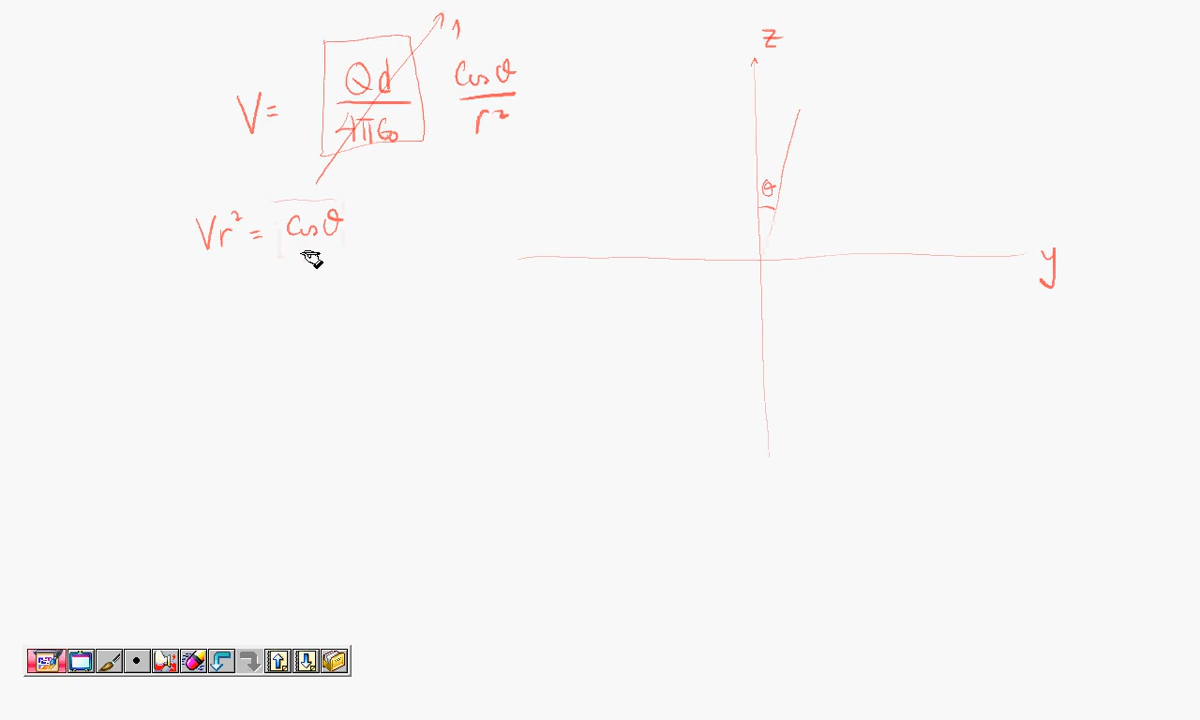 V = Qd / 4πϵ₀ cosθ / r²
1
Vr² = cosθ
z
θ
y